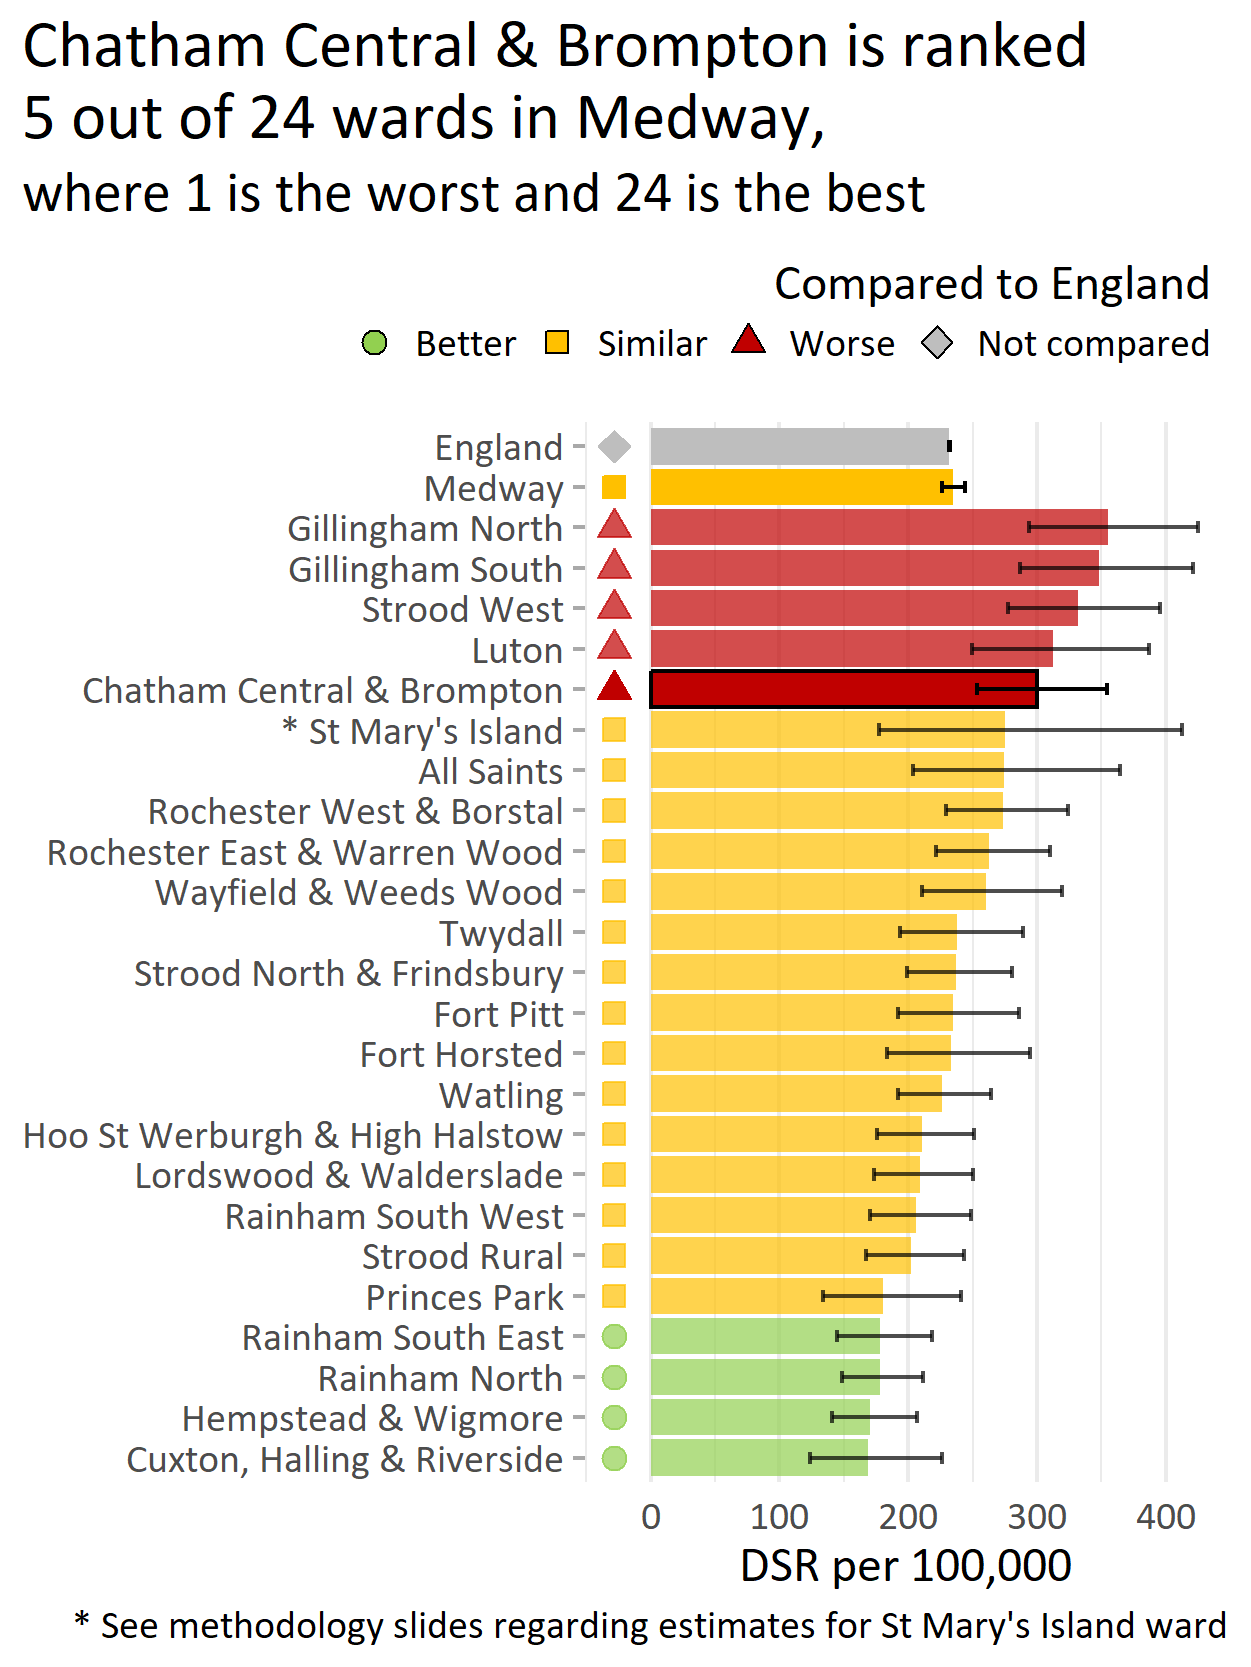 Chatham Central & Brompton is ranked
5 out of 24 wards in Medway,
where 1 is the worst and 24 is the best
Compared to England
Better Similar Worse Not compared
England
Medway
Gillingham North
Gillingham South
Strood West
Luton
Chatham Central & Brompton
* St Mary's Island
All Saints
Rochester West & Borstal
Rochester East & Warren Wood
Wayfield & Weeds Wood
Twydall
Strood North & Frindsbury
Fort Pitt
Fort Horsted
Watling
Hoo St Werburgh & High Halstow
Lordswood & Walderslade
Rainham South West
Strood Rural
Princes Park
Rainham South East
Rainham North
Hempstead & Wigmore
Cuxton, Halling & Riverside
0 100 200 300 400
DSR per 100,000
* See methodology slides regarding estimates for St Mary's Island ward